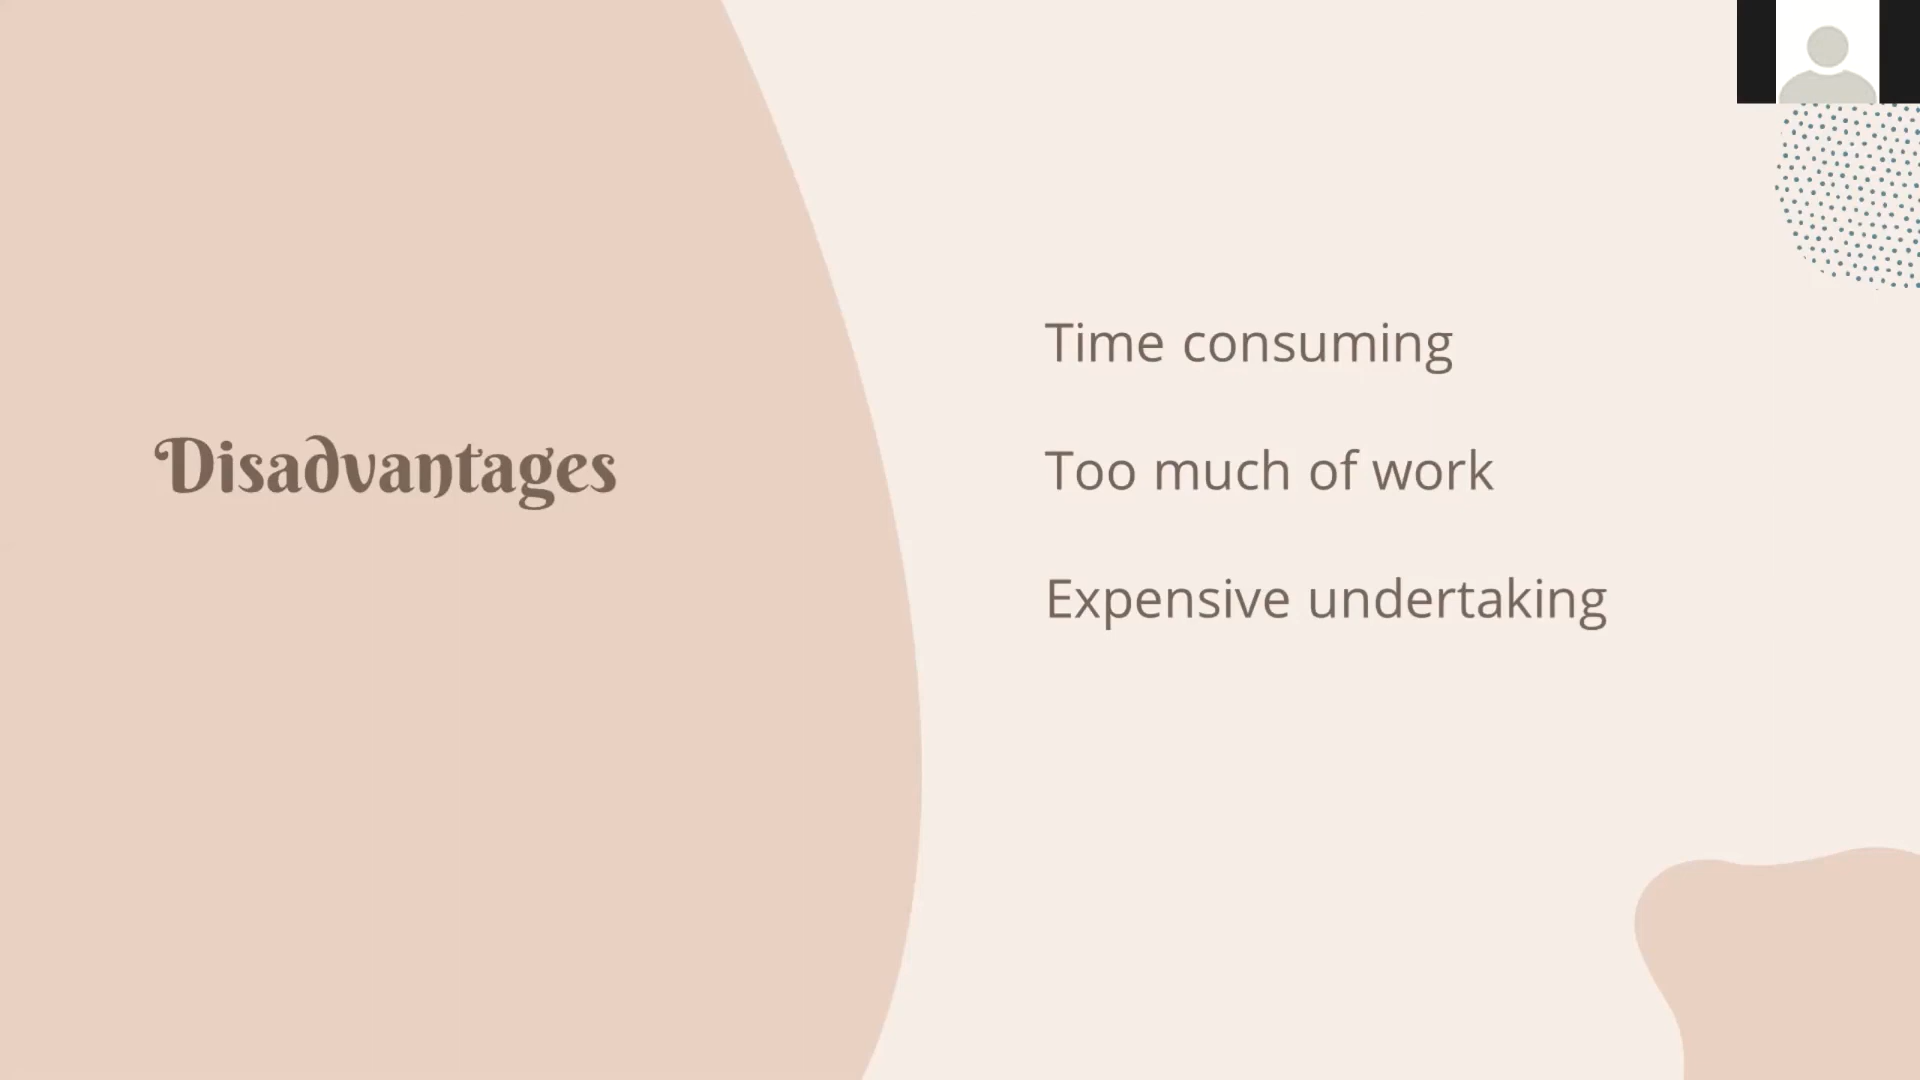 Disadvantages
Time consuming
Too much of work
Expensive undertaking